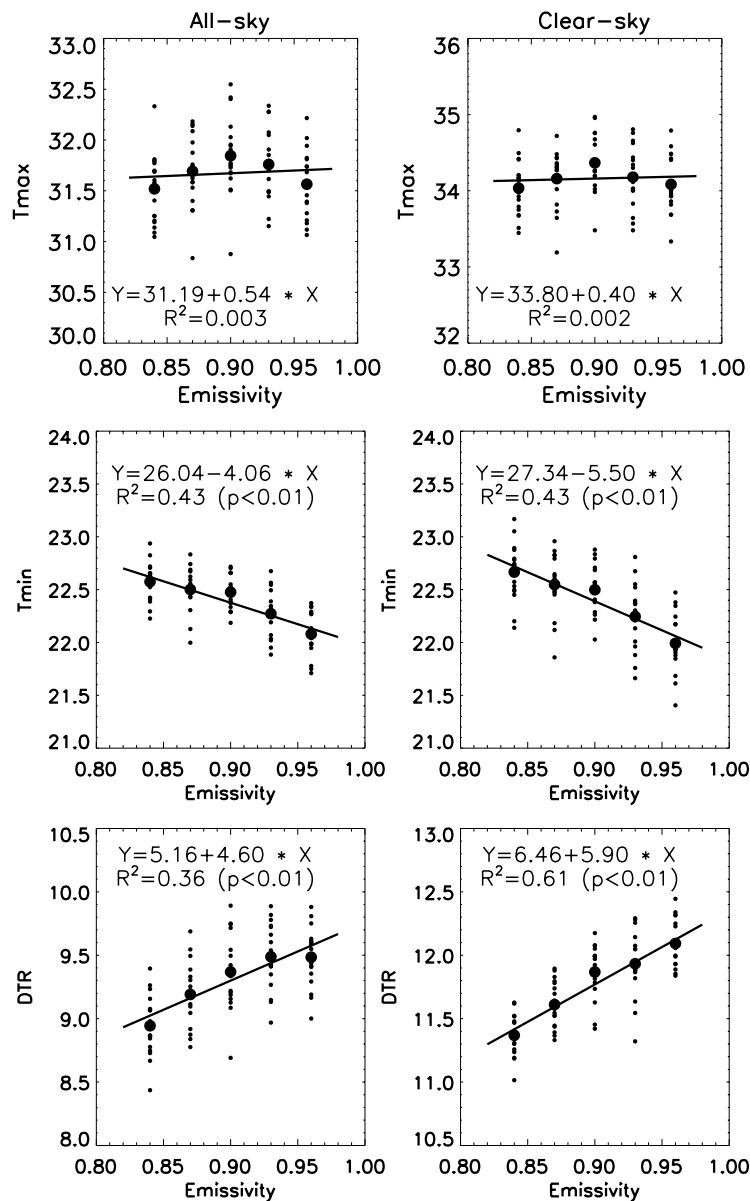 All-sky
Clear-sky
33.0
32.5
32.0
31.5
31.0
30.5
30.0
Tmax
Y=31.19+0.54 * X
R²=0.003
0.80 0.85 0.90 0.95 1.00
Emissivity
36
35
34
33
32
Tmax
Y=33.80+0.40 * X
R²=0.002
0.80 0.85 0.90 0.95 1.00
Emissivity
24.0
23.5
23.0
22.5
22.0
21.5
21.0
Tmin
Y=26.04-4.06 * X
R²=0.43 (p<0.01)
0.80 0.85 0.90 0.95 1.00
Emissivity
24.0
23.5
23.0
22.5
22.0
21.5
21.0
Tmin
Y=27.34-5.50 * X
R²=0.43 (p<0.01)
0.80 0.85 0.90 0.95 1.00
Emissivity
10.5
10.0
9.5
9.0
8.5
8.0
DTR
Y=5.16+4.60 * X
R²=0.36 (p<0.01)
0.80 0.85 0.90 0.95 1.00
Emissivity
13.0
12.5
12.0
11.5
11.0
10.5
DTR
Y=6.46+5.90 * X
R²=0.61 (p<0.01)
0.80 0.85 0.90 0.95 1.00
Emissivity